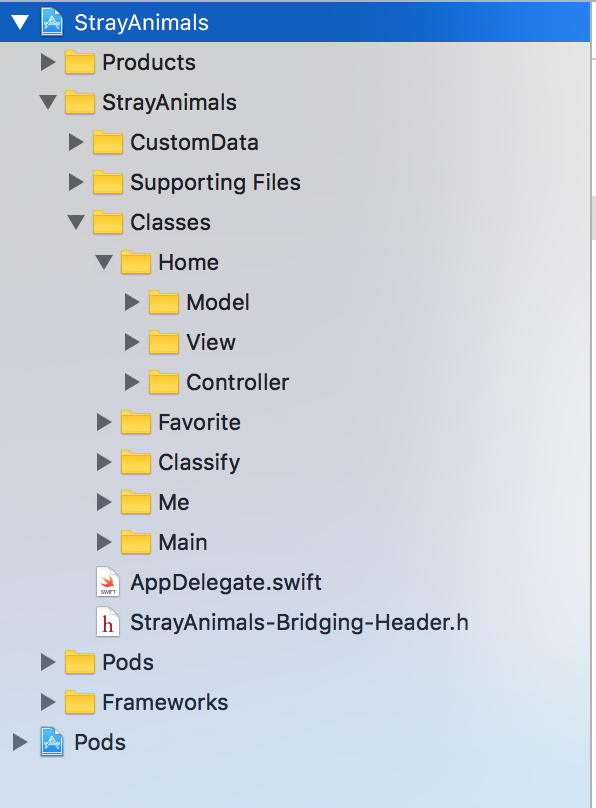 StrayAnimals
Products
StrayAnimals
CustomData
Supporting Files
Classes
Home
Model
View
Controller
Favorite
Classify
Me
Main
SWIFT AppDelegate.swift
h StrayAnimals-Bridging-Header.h
Pods
Frameworks
Pods